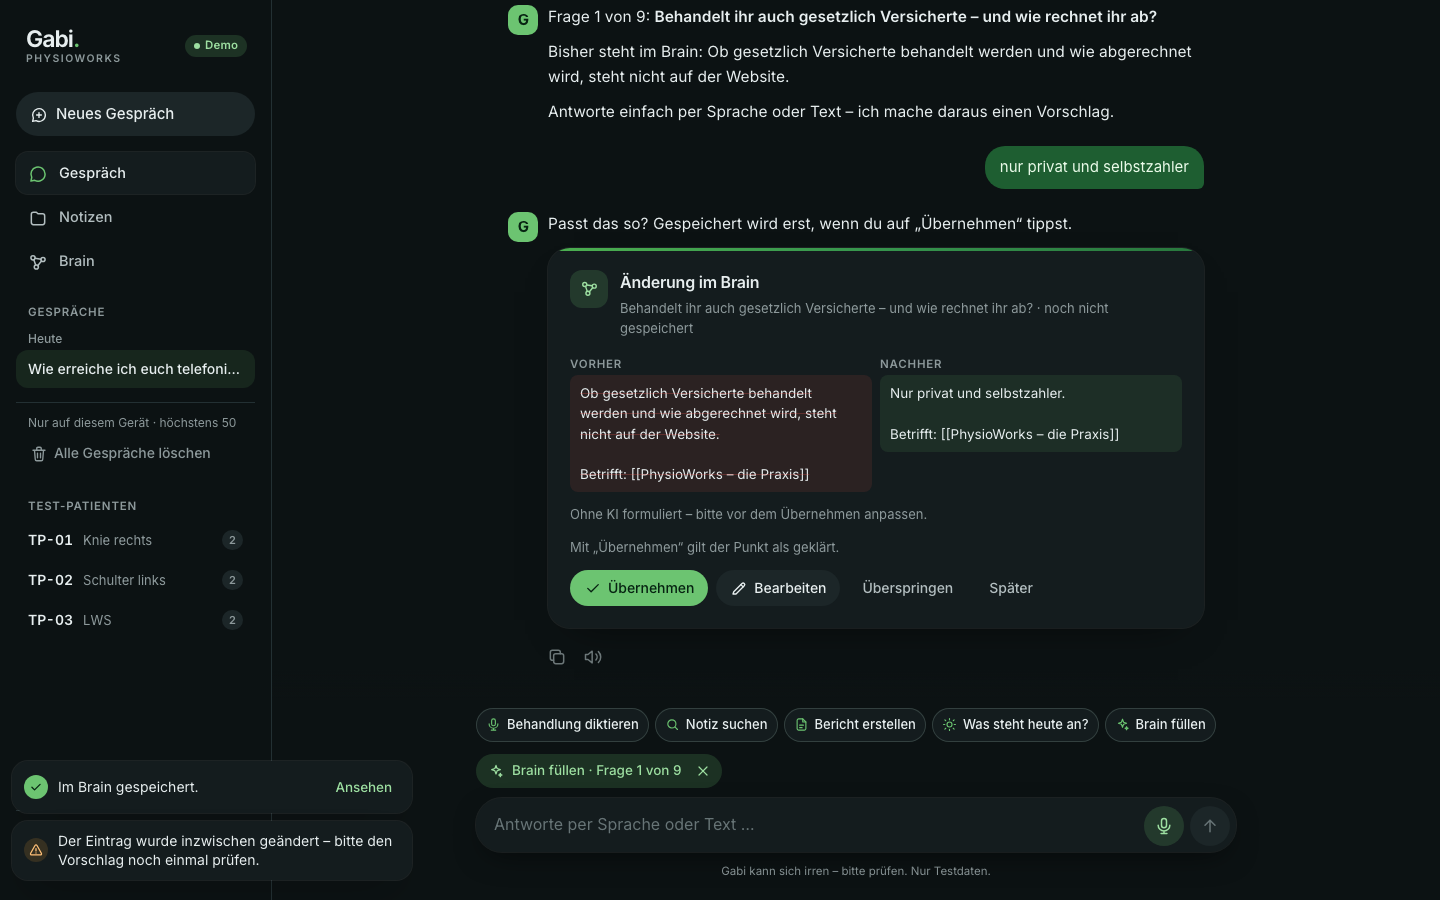 Gabi.
PHYSIOWORKS
Demo
Neues Gespräch
Gespräch
Notizen
Brain
GESPRÄCHE
Heute
Wie erreiche ich euch telefoni...
Nur auf diesem Gerät · höchstens 50
Alle Gespräche löschen
TEST-PATIENTEN
TP-01 Knie rechts 2
TP-02 Schulter links 2
TP-03 LWS 2
Im Brain gespeichert. Ansehen
Der Eintrag wurde inzwischen geändert – bitte den
Vorschlag noch einmal prüfen.
G
Frage 1 von 9: Behandelt ihr auch gesetzlich Versicherte – und wie rechnet ihr ab?
Bisher steht im Brain: Ob gesetzlich Versicherte behandelt werden und wie abgerechnet
wird, steht nicht auf der Website.
Antworte einfach per Sprache oder Text – ich mache daraus einen Vorschlag.
nur privat und selbstzahler
G
Passt das so? Gespeichert wird erst, wenn du auf „Übernehmen“ tippst.
Änderung im Brain
Behandelt ihr auch gesetzlich Versicherte – und wie rechnet ihr ab? · noch nicht
gespeichert
VORHER
Ob gesetzlich Versicherte behandelt
werden und wie abgerechnet wird, steht
nicht auf der Website.
Betrifft: [[PhysioWorks – die Praxis]]
NACHHER
Nur privat und selbstzahler.
Betrifft: [[PhysioWorks – die Praxis]]
Ohne KI formuliert – bitte vor dem Übernehmen anpassen.
Mit „Übernehmen“ gilt der Punkt als geklärt.
Übernehmen
Bearbeiten
Überspringen
Später
Behandlung diktieren
Notiz suchen
Bericht erstellen
Was steht heute an?
Brain füllen
Brain füllen · Frage 1 von 9
Antworte per Sprache oder Text ...
Gabi kann sich irren – bitte prüfen. Nur Testdaten.